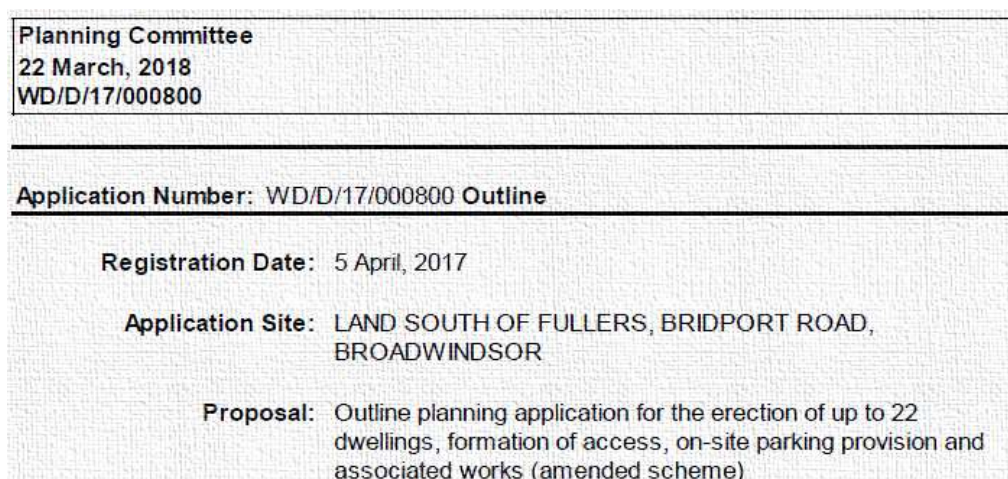 Planning Committee
22 March, 2018
WD/D/17/000800
Application Number: WD/D/17/000800 Outline
Registration Date: 5 April, 2017
Application Site: LAND SOUTH OF FULLERS, BRIDPORT ROAD,
BROADWINDSOR
Proposal: Outline planning application for the erection of up to 22
dwellings, formation of access, on-site parking provision and
associated works (amended scheme)